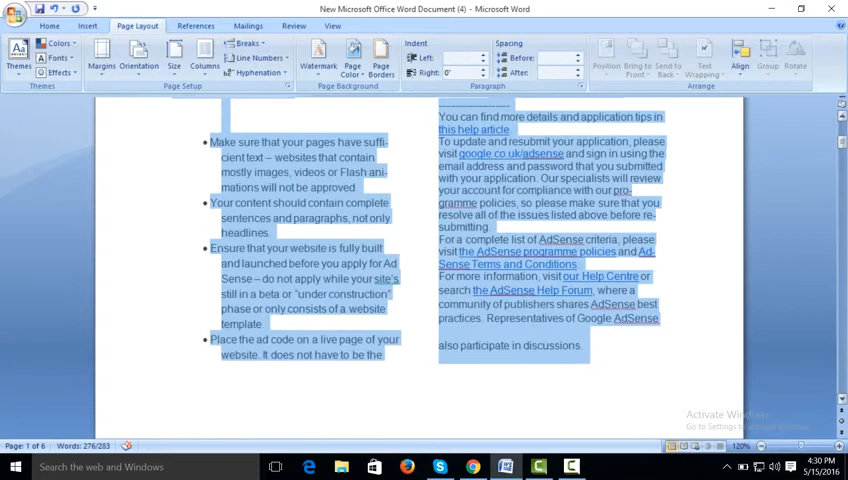 New Microsoft Office Word Document (4) - Microsoft Word
Home Insert Page Layout References Mailings Review View
Themes
Colors
Fonts
Effects
Themes
Margins Orientation Size Columns
Breaks
Line Numbers
Hyphenation
Page Setup
Watermark Page Color Page Borders
Page Background
Indent
Left:
Right: 0"
Spacing
Before:
After:
Paragraph
Position Bring to Front Send to Back Text Wrapping Align Group Rotate
Arrange
• Make sure that your pages have suffi-
cient text – websites that contain
mostly images, videos or Flash ani-
mations will not be approved.
• Your content should contain complete
sentences and paragraphs, not only
headlines.
• Ensure that your website is fully built
and launched before you apply for Ad
Sense – do not apply while your site's
still in a beta or "under construction"
phase or only consists of a website
template.
• Place the ad code on a live page of your
website. It does not have to be the
--------------------
You can find more details and application tips in
this help article.
To update and resubmit your application, please
visit google.co.uk/adsense and sign in using the
email address and password that you submitted
with your application. Our specialists will review
your account for compliance with our pro-
gramme policies, so please make sure that you
resolve all of the issues listed above before re-
submitting.
For a complete list of AdSense criteria, please
visit the AdSense programme policies and Ad-
Sense Terms and Conditions.
For more information, visit our Help Centre or
search the AdSense Help Forum, where a
community of publishers shares AdSense best
practices. Representatives of Google AdSense
also participate in discussions.
Activate Windows
Go to Settings to activate Windows.
Page: 1 of 6 Words: 276/283
120%
Search the web and Windows
4:30 PM
5/15/2016